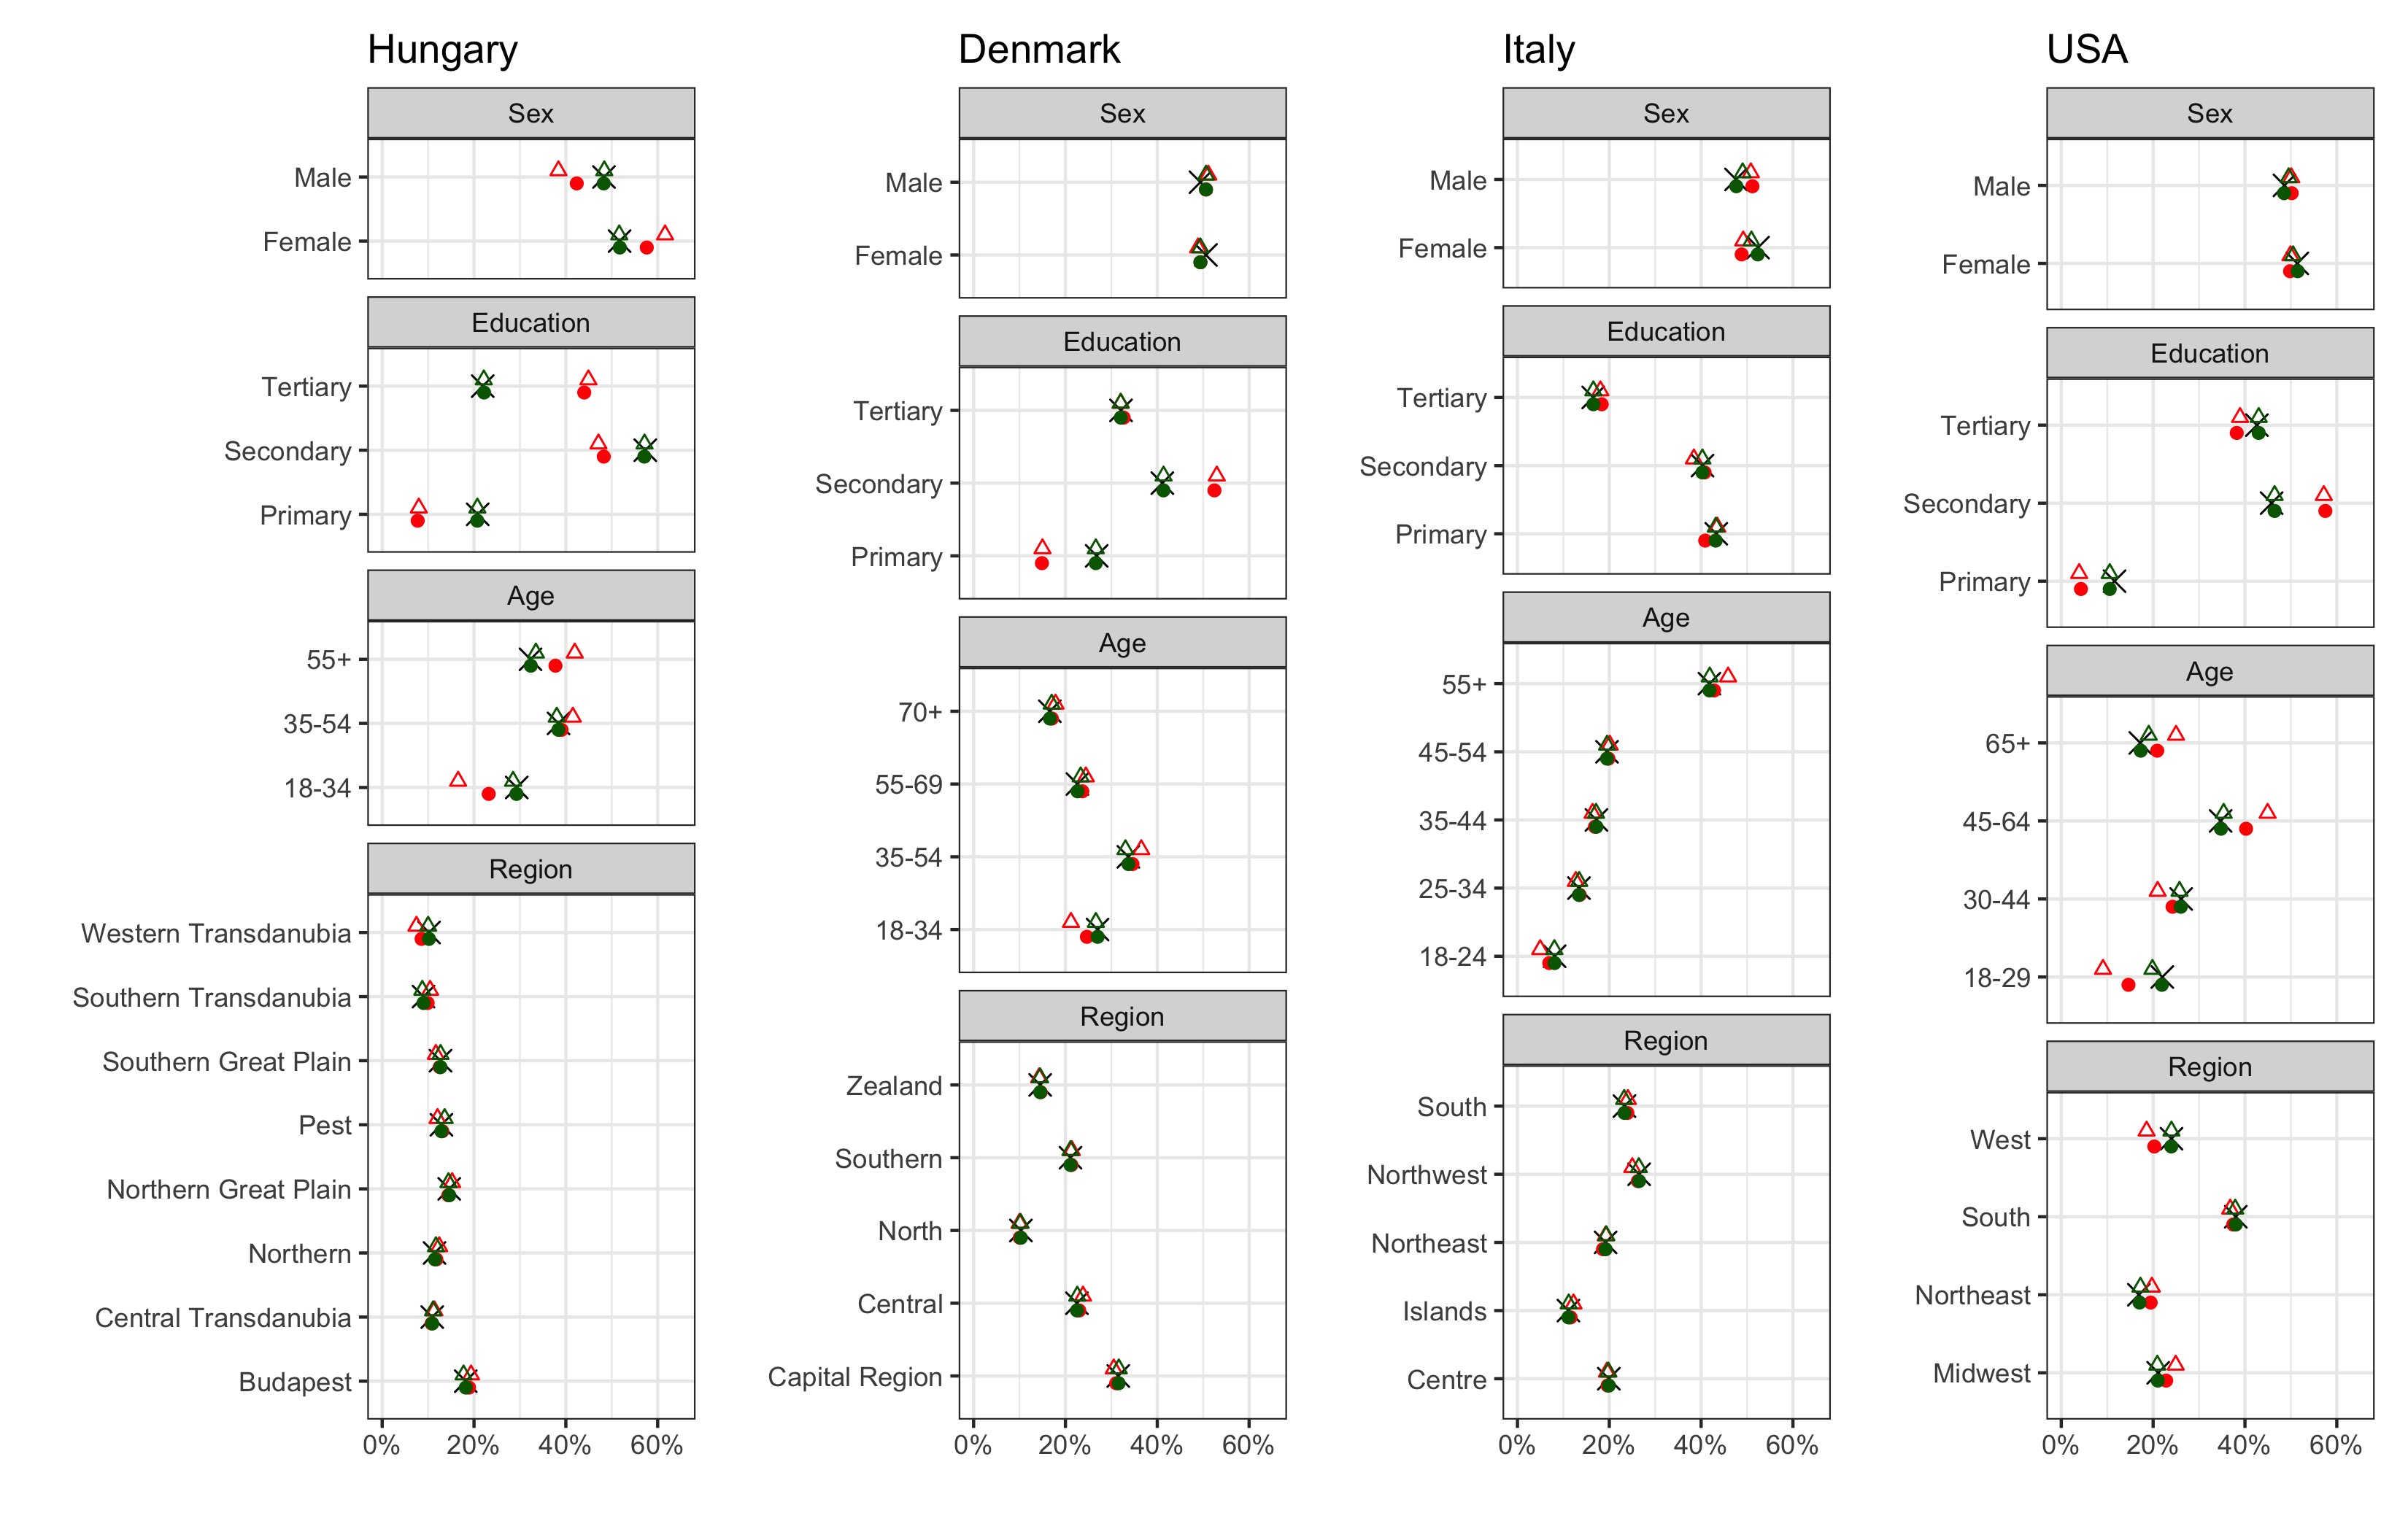 Hungary
Sex
Male
Female
Education
Tertiary
Secondary
Primary
Age
55+
35-54
18-34
Region
Western Transdanubia
Southern Transdanubia
Southern Great Plain
Pest
Northern Great Plain
Northern
Central Transdanubia
Budapest
0% 20% 40% 60%
Denmark
Sex
Male
Female
Education
Tertiary
Secondary
Primary
Age
70+
55-69
35-54
18-34
Region
Zealand
Southern
North
Central
Capital Region
0% 20% 40% 60%
Italy
Sex
Male
Female
Education
Tertiary
Secondary
Primary
Age
55+
45-54
35-44
25-34
18-24
Region
South
Northwest
Northeast
Islands
Centre
0% 20% 40% 60%
USA
Sex
Male
Female
Education
Tertiary
Secondary
Primary
Age
65+
45-64
30-44
18-29
Region
West
South
Northeast
Midwest
0% 20% 40% 60%